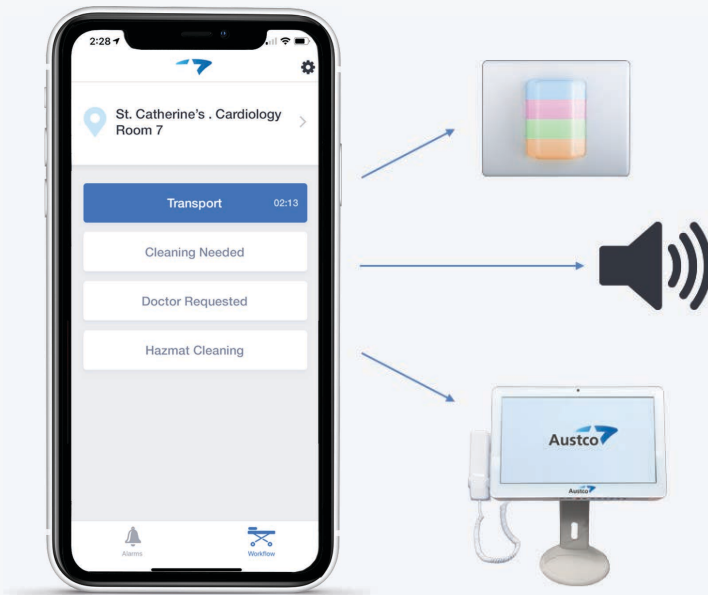 2:28
St. Catherine's . Cardiology
Room 7
Transport 02:13
Cleaning Needed
Doctor Requested
Hazmat Cleaning
Alarms
Workflow
Austco
Austco